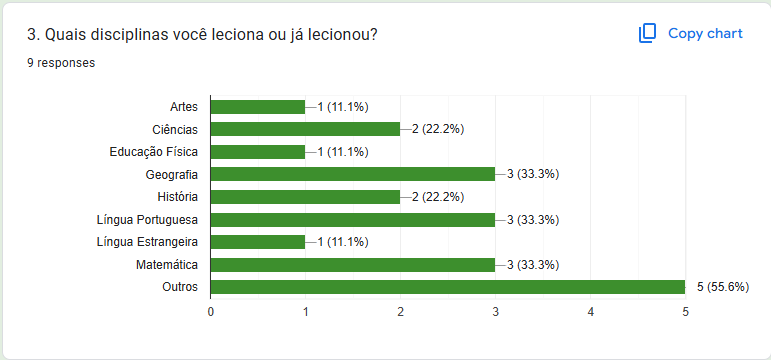 3. Quais disciplinas você leciona ou já lecionou?
Copy chart
9 responses
Artes 1 (11.1%)
Ciências 2 (22.2%)
Educação Física 1 (11.1%)
Geografia 3 (33.3%)
História 2 (22.2%)
Língua Portuguesa 3 (33.3%)
Língua Estrangeira 1 (11.1%)
Matemática 3 (33.3%)
Outros 5 (55.6%)
0 1 2 3 4 5